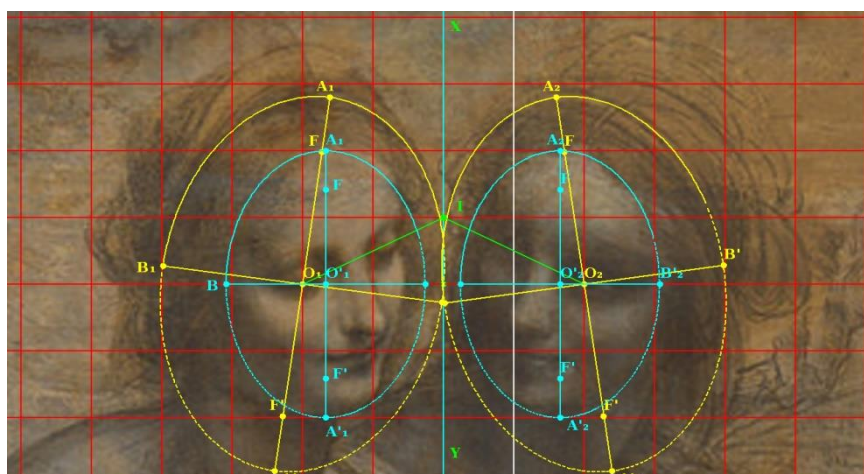 X
A₁ A₂
F A₁ A₂ F
F F
I
B₁ B'
B O₁ O'₁ O'₂ O₂ B'₂
F' F'
F' F'
A'₁ A'₂
Y